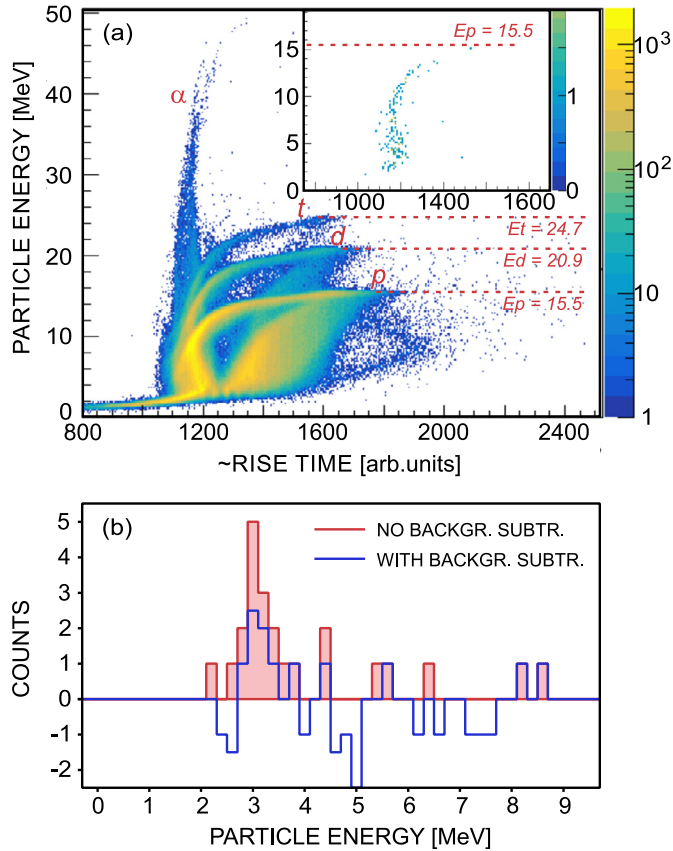 (a)
50
40
30
20
10
0
PARTICLE ENERGY [MeV]
α
t
d
p
Et = 24.7
Ed = 20.9
Ep = 15.5
Ep = 15.5
15
10
5
0
1000 1200 1400 1600
1
0
10³
10²
10
1
800 1200 1600 2000 2400
~RISE TIME [arb.units]
(b)
NO BACKGR. SUBTR.
WITH BACKGR. SUBTR.
5
4
3
2
1
0
-1
-2
COUNTS
0 1 2 3 4 5 6 7 8 9
PARTICLE ENERGY [MeV]